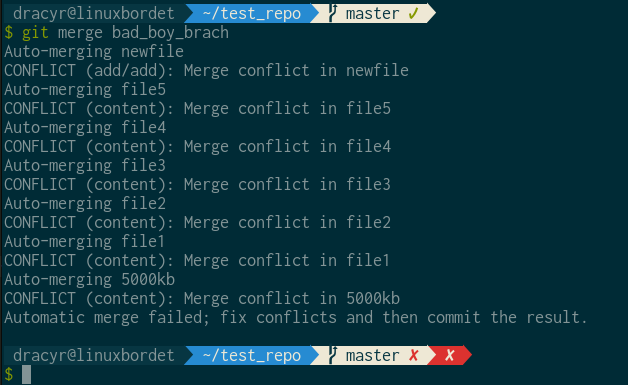 dracyr@linuxbordet ~/test_repo master ✓
$ git merge bad_boy_brach
Auto-merging newfile
CONFLICT (add/add): Merge conflict in newfile
Auto-merging file5
CONFLICT (content): Merge conflict in file5
Auto-merging file4
CONFLICT (content): Merge conflict in file4
Auto-merging file3
CONFLICT (content): Merge conflict in file3
Auto-merging file2
CONFLICT (content): Merge conflict in file2
Auto-merging file1
CONFLICT (content): Merge conflict in file1
Auto-merging 5000kb
CONFLICT (content): Merge conflict in 5000kb
Automatic merge failed; fix conflicts and then commit the result.
dracyr@linuxbordet ~/test_repo master ✘ ✘
$